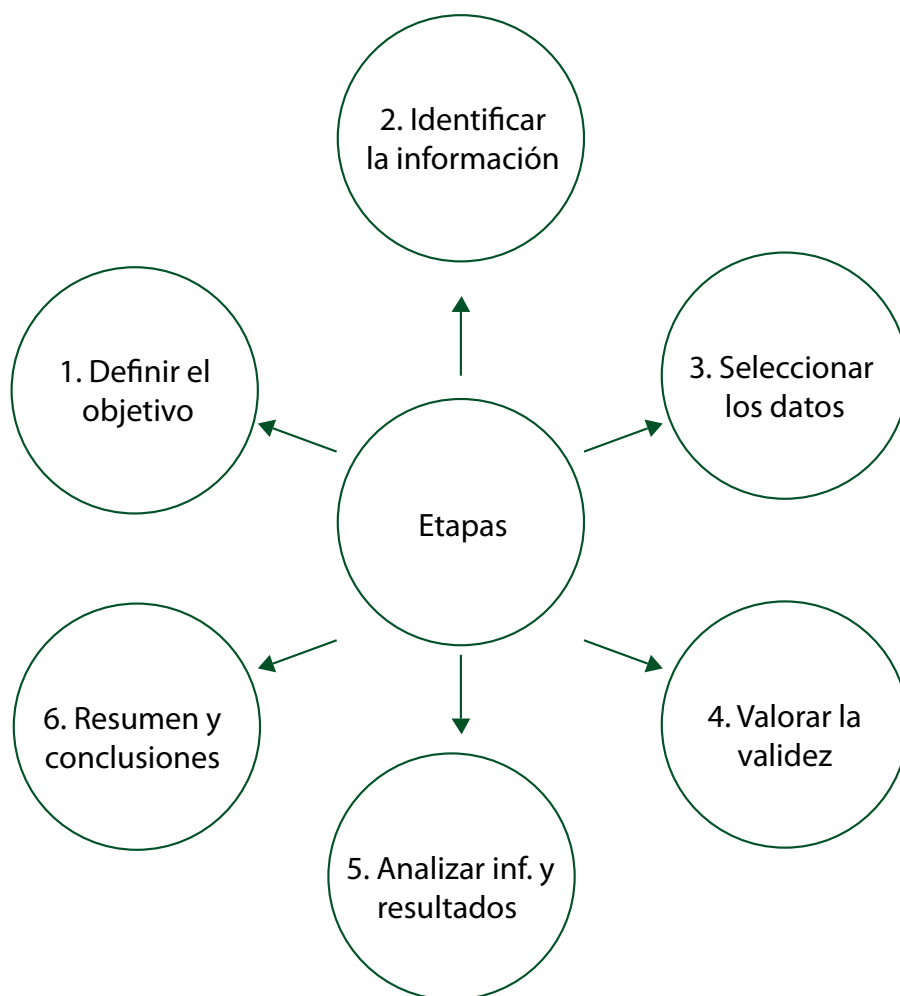 1. Definir el
objetivo
2. Identificar
la información
3. Seleccionar
los datos
4. Valorar la
validez
5. Analizar inf. y
resultados
6. Resumen y
conclusiones
Etapas